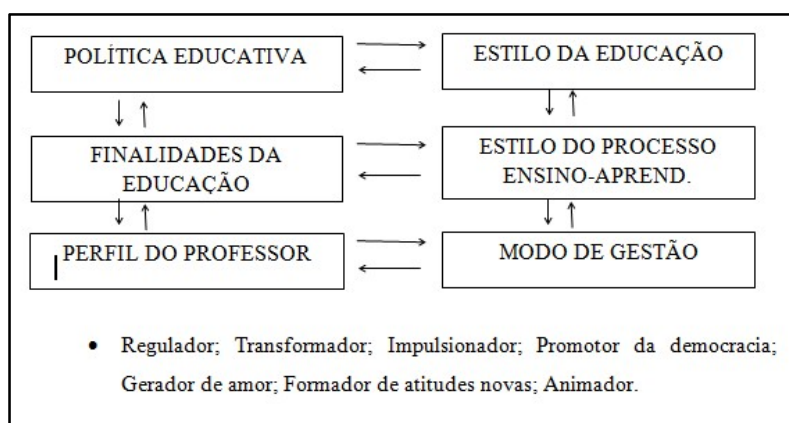 POLÍTICA EDUCATIVA
ESTILO DA EDUCAÇÃO
FINALIDADES DA
EDUCAÇÃO
ESTILO DO PROCESSO
ENSINO-APREND.
PERFIL DO PROFESSOR
MODO DE GESTÃO
• Regulador; Transformador; Impulsionador; Promotor da democracia;
Gerador de amor; Formador de atitudes novas; Animador.